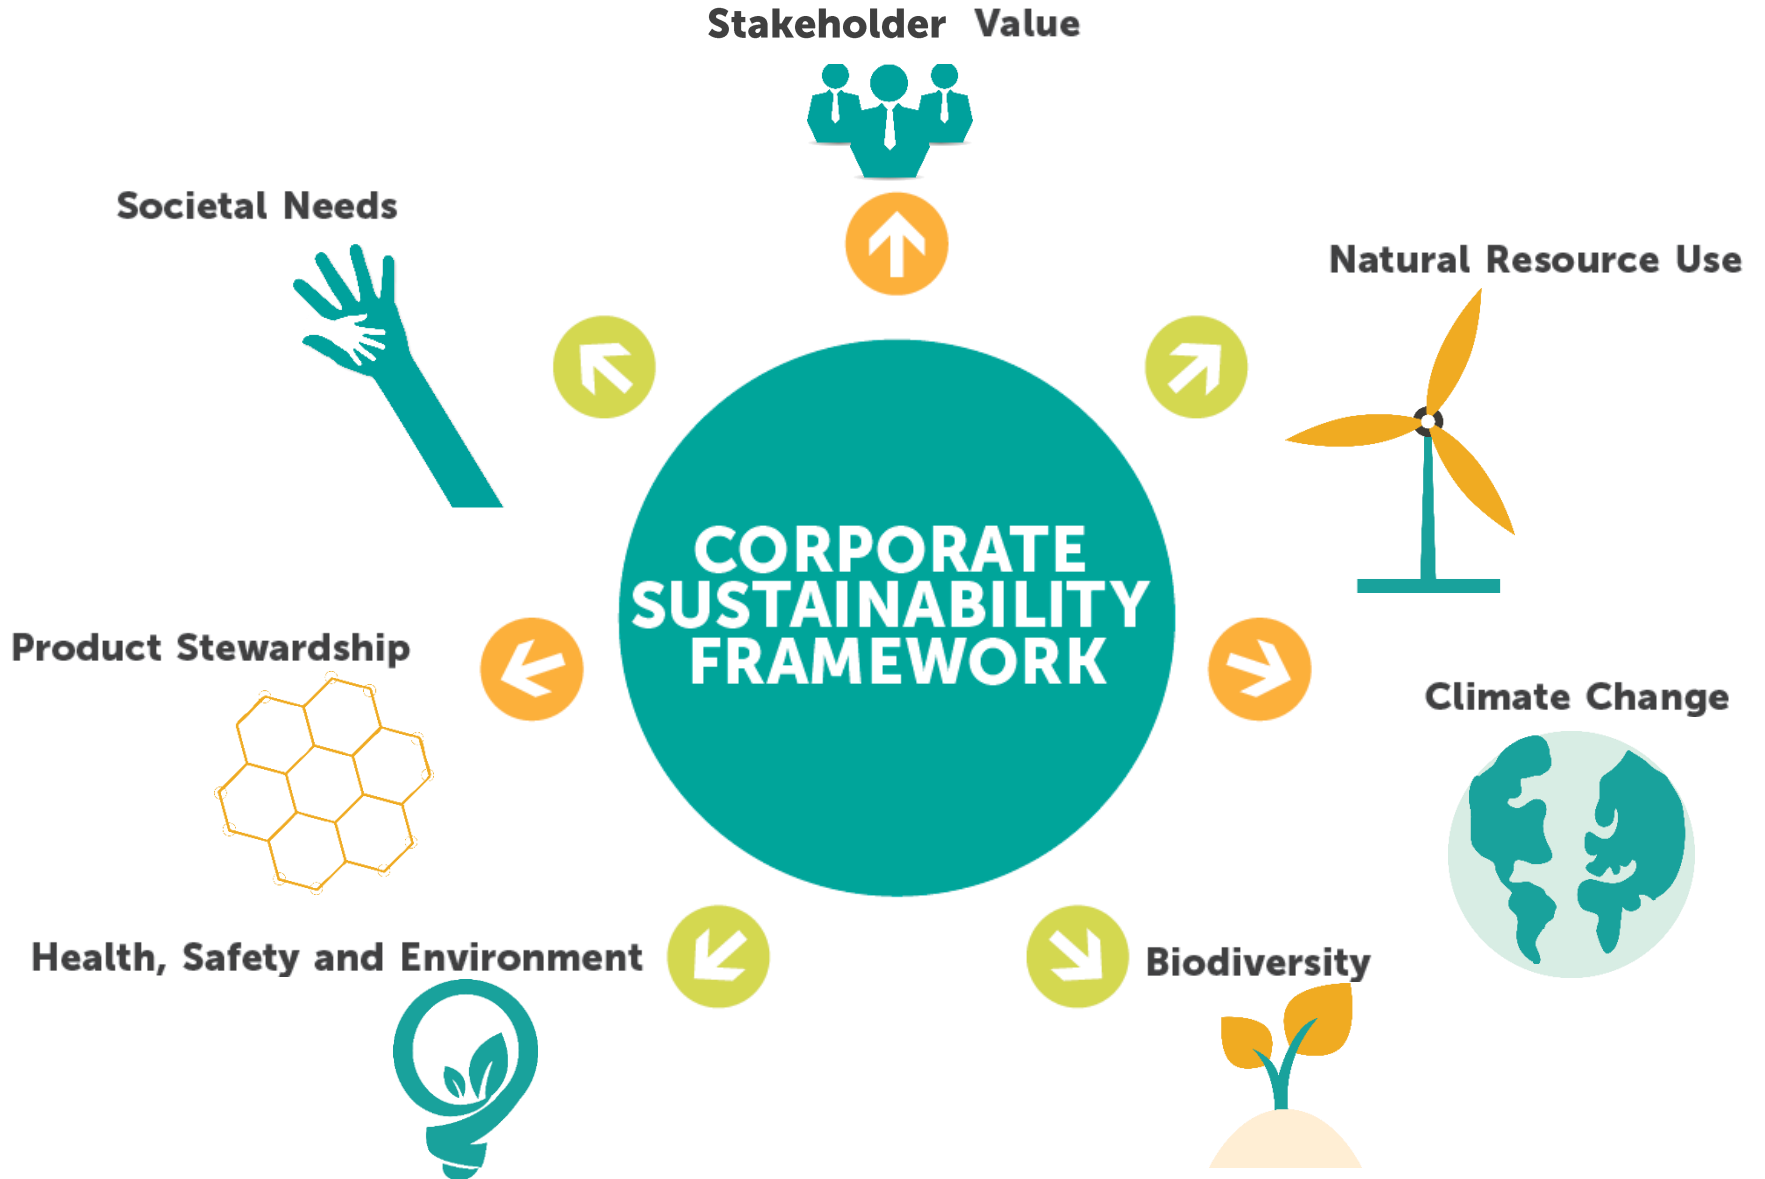 Stakeholder Value
Societal Needs
Natural Resource Use
CORPORATE
SUSTAINABILITY
FRAMEWORK
Product Stewardship
Climate Change
Health, Safety and Environment
Biodiversity